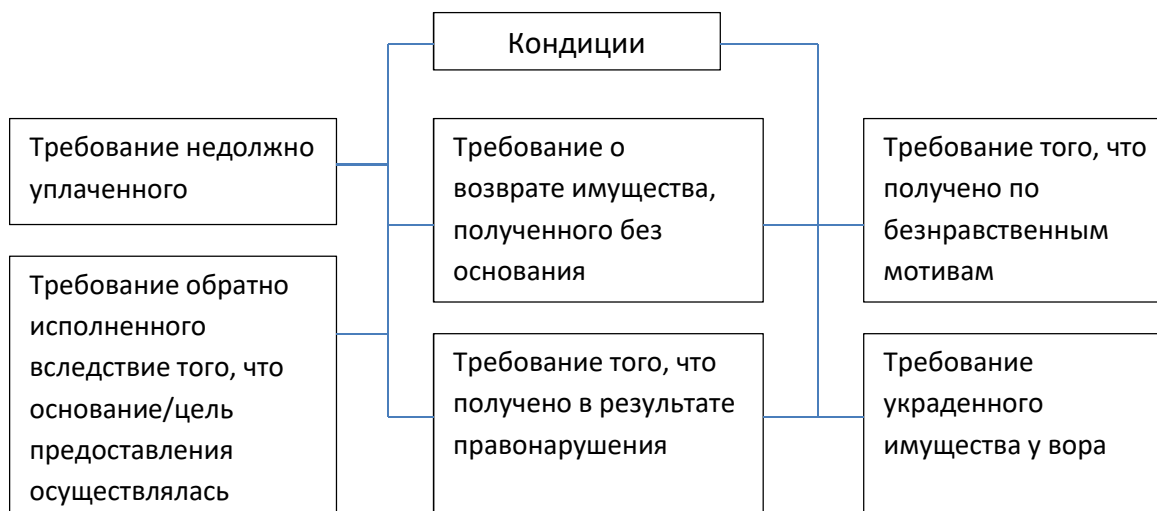 Кондиции
Требование недолжно
уплаченного
Требование о
возврате имущества,
полученного без
основания
Требование того, что
получено по
безнравственным
мотивам
Требование обратно
исполненного
вследствие того, что
основание/цель
предоставления
осуществлялась
Требование того, что
получено в результате
правонарушения
Требование
украденного
имущества у вора